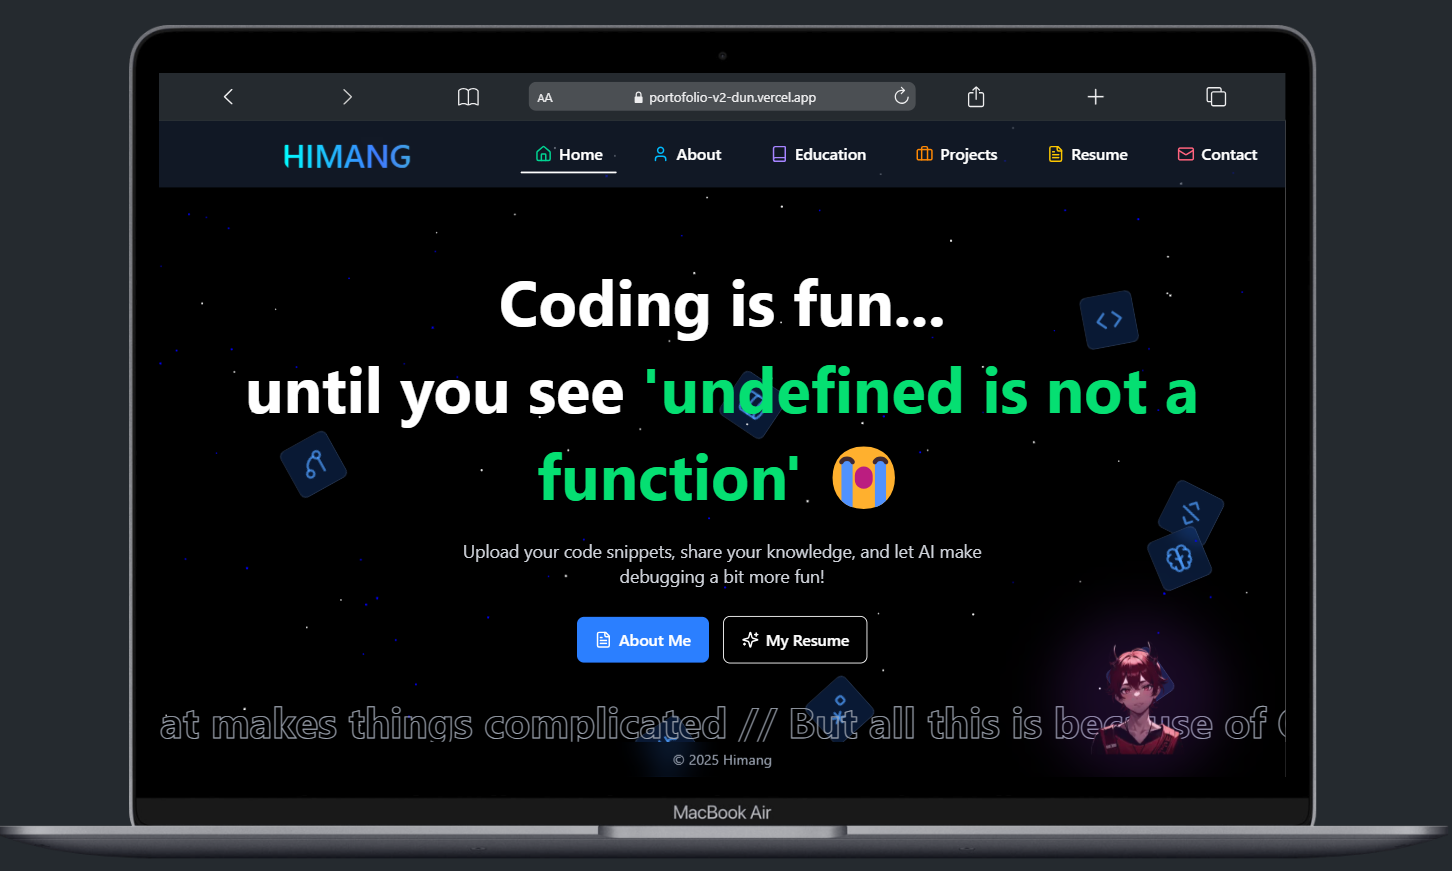 AA portofolio-v2-dun.vercel.app
HIMANG Home About Education Projects Resume Contact
Coding is fun...
until you see 'undefined is not a
function' 😭
Upload your code snippets, share your knowledge, and let AI make
debugging a bit more fun!
About Me My Resume
at makes things complicated // But all this is because of
© 2025 Himang
MacBook Air